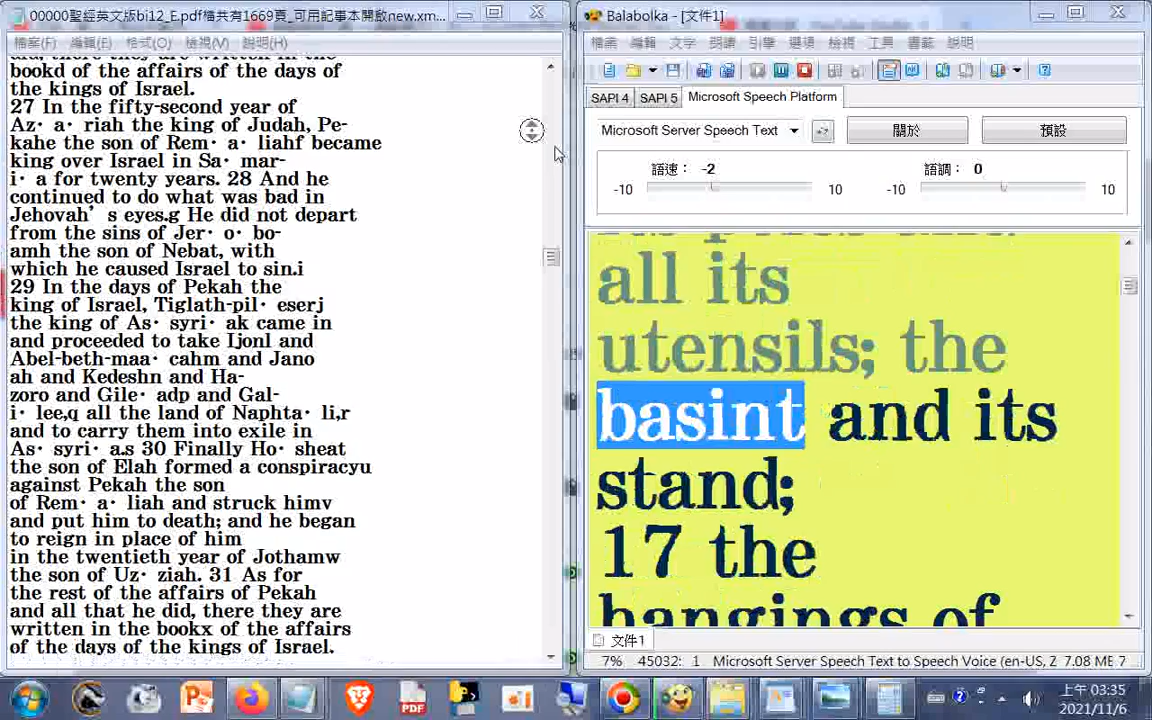 00000聖經英文版bi12_E.pdf檔共有1669頁_可用記事本開啟new.xm...
檔案(F) 編輯(E) 格式(O) 檢視(V) 說明(H)
bookd of the affairs of the days of
the kings of Israel.
27 In the fifty-second year of
Az· a· riah the king of Judah, Pe-
kahe the son of Rem· a· liahf became
king over Israel in Sa· mar-
i· a for twenty years. 28 And he
continued to do what was bad in
Jehovah’s eyes.g He did not depart
from the sins of Jer· o· bo-
amh the son of Nebat, with
which he caused Israel to sin.i
29 In the days of Pekah the
king of Israel, Tiglath-pil· eserj
the king of As· syri· ak came in
and proceeded to take Ijonl and
Abel-beth-maa· cahm and Jano
ah and Kedeshn and Ha-
zoro and Gile· adp and Gal-
i· lee,q all the land of Naphta· li,r
and to carry them into exile in
As· syri· a.s 30 Finally Ho· sheat
the son of Elah formed a conspiracyu
against Pekah the son
of Rem· a· liah and struck himv
and put him to death; and he began
to reign in place of him
in the twentieth year of Jothamw
the son of Uz· ziah. 31 As for
the rest of the affairs of Pekah
and all that he did, there they are
written in the bookx of the affairs
of the days of the kings of Israel.
Balabolka - [文件1]
檔案 編輯 文字 朗讀 引擎 選項 檢視 工具 書籤 說明
SAPI 4 SAPI 5 Microsoft Speech Platform
Microsoft Server Speech Text 關於 預設
語速: -2 語調: 0
-10 10 -10 10
all its
utensils; the
basint and its
stand;
17 the
hangings of
文件1
7% 45032: 1 Microsoft Server Speech Text to Speech Voice (en-US, Z 7.08 ME 7
PDF
上午 03:35
2021/11/6